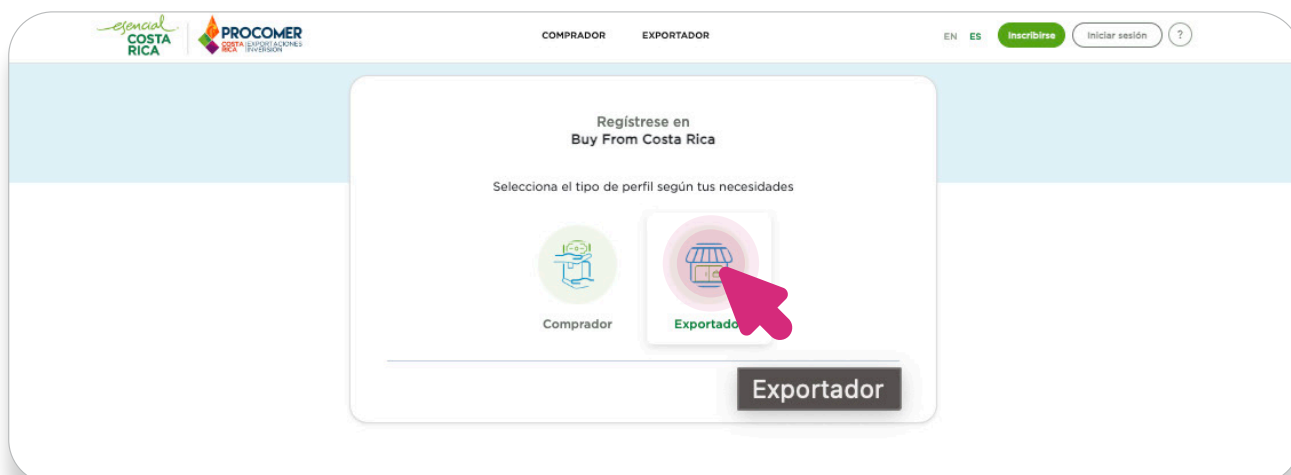 esencial
COSTA
RICA
PROCOMER
COSTA RICA EXPORTACIONES INVERSIÓN
COMPRADOR EXPORTADOR
EN ES Inscribirse Iniciar sesión ?
Regístrese en
Buy From Costa Rica
Selecciona el tipo de perfil según tus necesidades
Comprador Exportado
Exportador